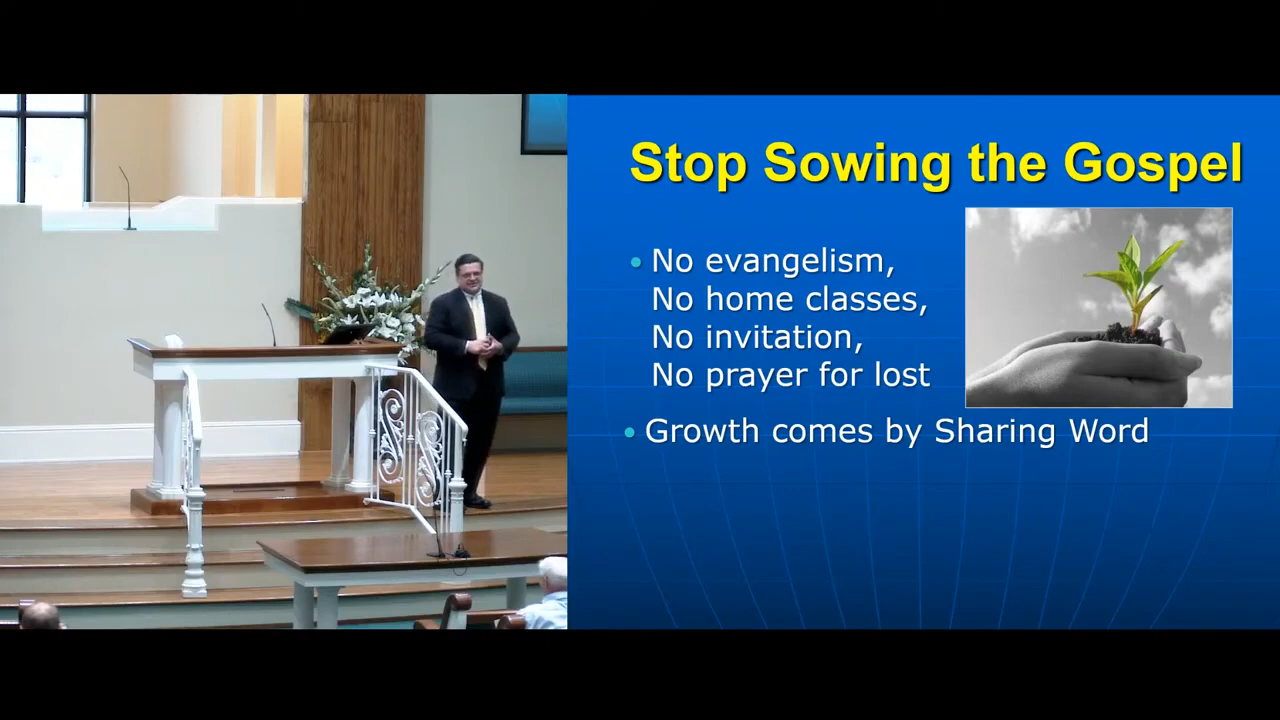 Stop Sowing the Gospel
No evangelism,
No home classes,
No invitation,
No prayer for lost
Growth comes by Sharing Word